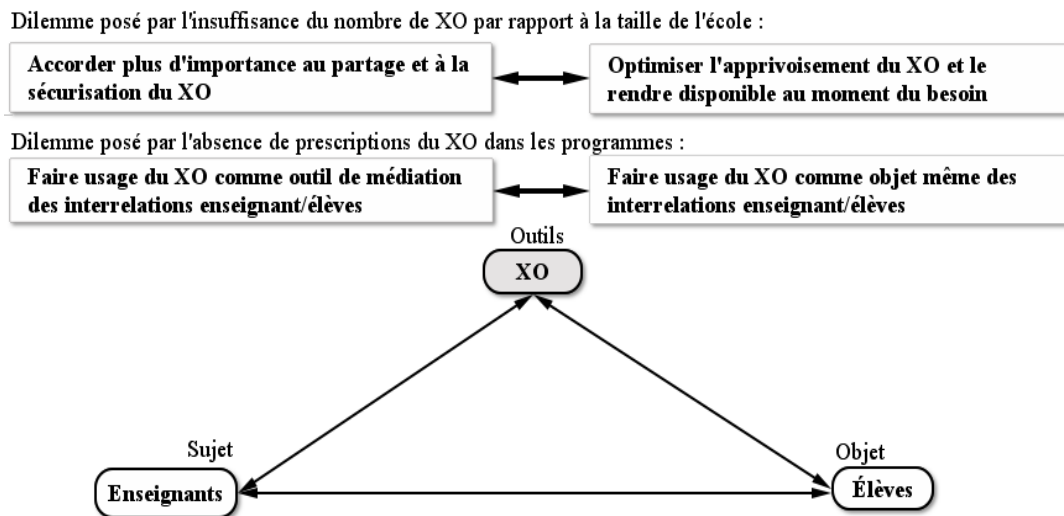 Dilemme posé par l'insuffisance du nombre de XO par rapport à la taille de l'école :
Accorder plus d'importance au partage et à la
sécurisation du XO
Optimiser l'apprivoisement du XO et le
rendre disponible au moment du besoin
Dilemme posé par l'absence de prescriptions du XO dans les programmes :
Faire usage du XO comme outil de médiation
des interrelations enseignant/élèves
Faire usage du XO comme objet même des
interrelations enseignant/élèves
Outils
XO
Sujet
Enseignants
Objet
Élèves